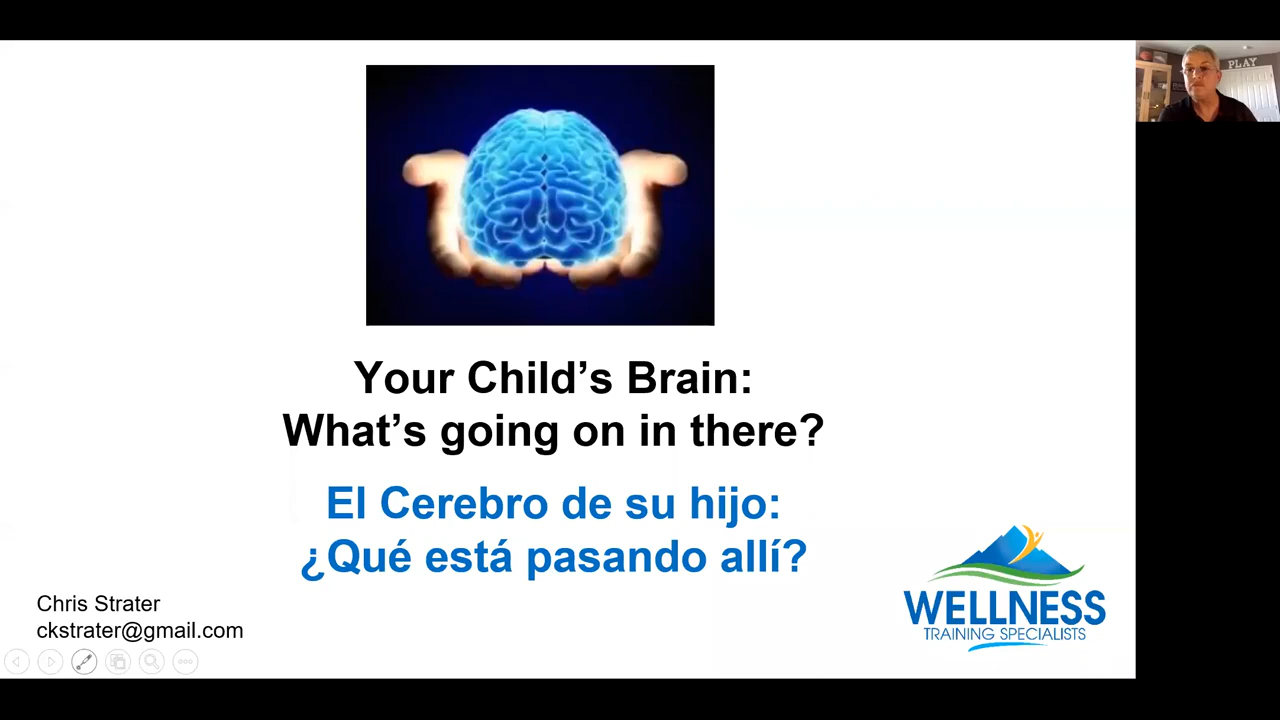 PLAY
Your Child’s Brain:
What’s going on in there?
El Cerebro de su hijo:
¿Qué está pasando allí?
Chris Strater
ckstrater@gmail.com
WELLNESS
TRAINING SPECIALISTS